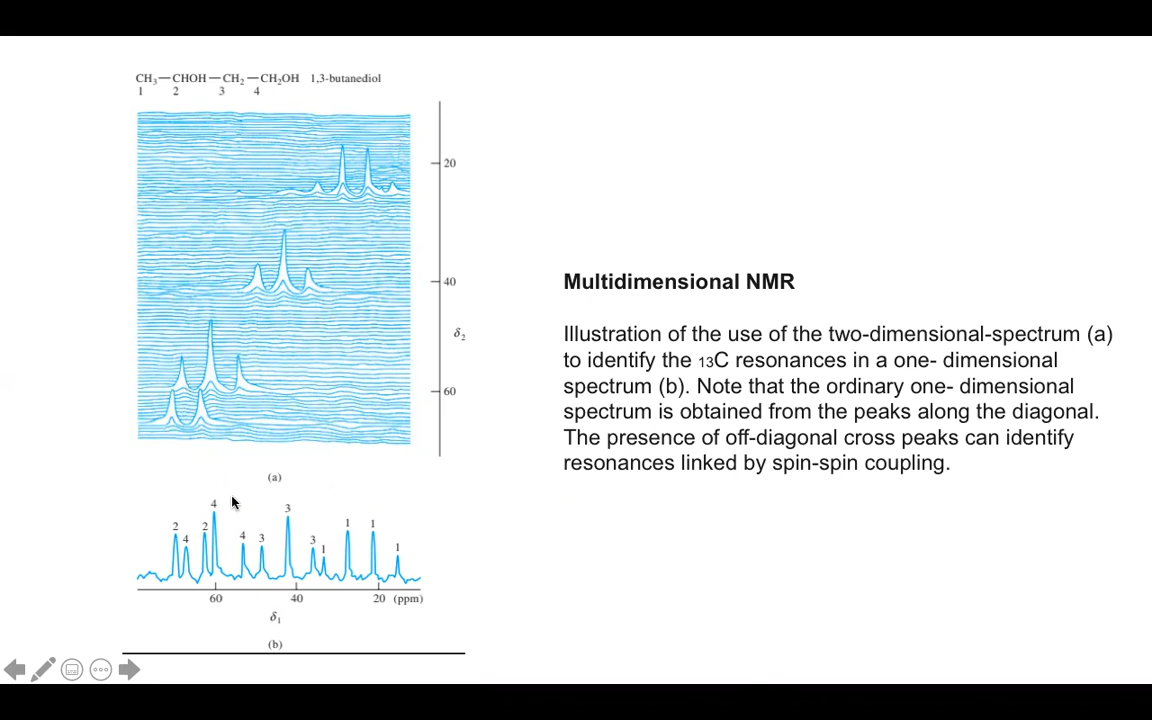 CH₃—CHOH—CH₂—CH₂OH 1,3-butanediol
1 2 3 4
20
40
δ₂
60
(a)
2 4 2 4 4 3 3 3 1 1 1 1
60 40 20 (ppm)
δ₁
(b)
Multidimensional NMR
Illustration of the use of the two-dimensional-spectrum (a)
to identify the 13C resonances in a one- dimensional
spectrum (b). Note that the ordinary one- dimensional
spectrum is obtained from the peaks along the diagonal.
The presence of off-diagonal cross peaks can identify
resonances linked by spin-spin coupling.